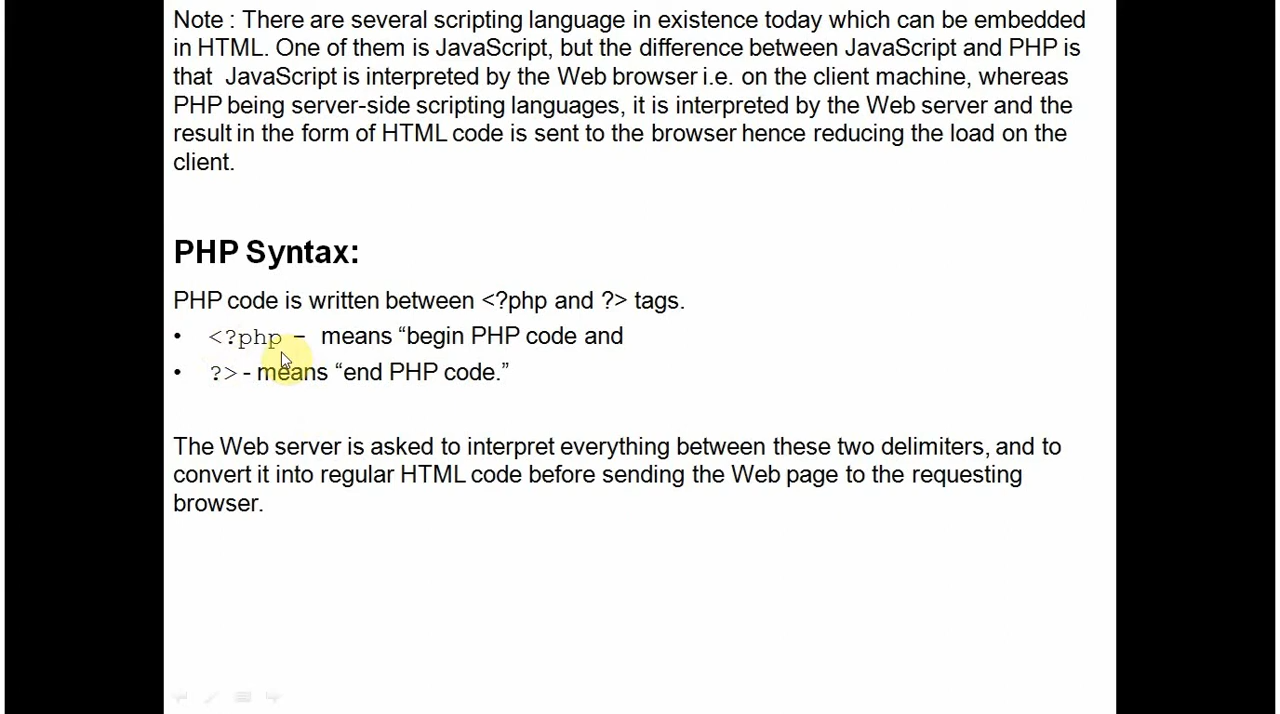 Note : There are several scripting language in existence today which can be embedded
in HTML. One of them is JavaScript, but the difference between JavaScript and PHP is
that JavaScript is interpreted by the Web browser i.e. on the client machine, whereas
PHP being server-side scripting languages, it is interpreted by the Web server and the
result in the form of HTML code is sent to the browser hence reducing the load on the
client.
PHP Syntax:
PHP code is written between <?php and ?> tags.
• <?php - means “begin PHP code and
• ?> - means “end PHP code.”
The Web server is asked to interpret everything between these two delimiters, and to
convert it into regular HTML code before sending the Web page to the requesting
browser.